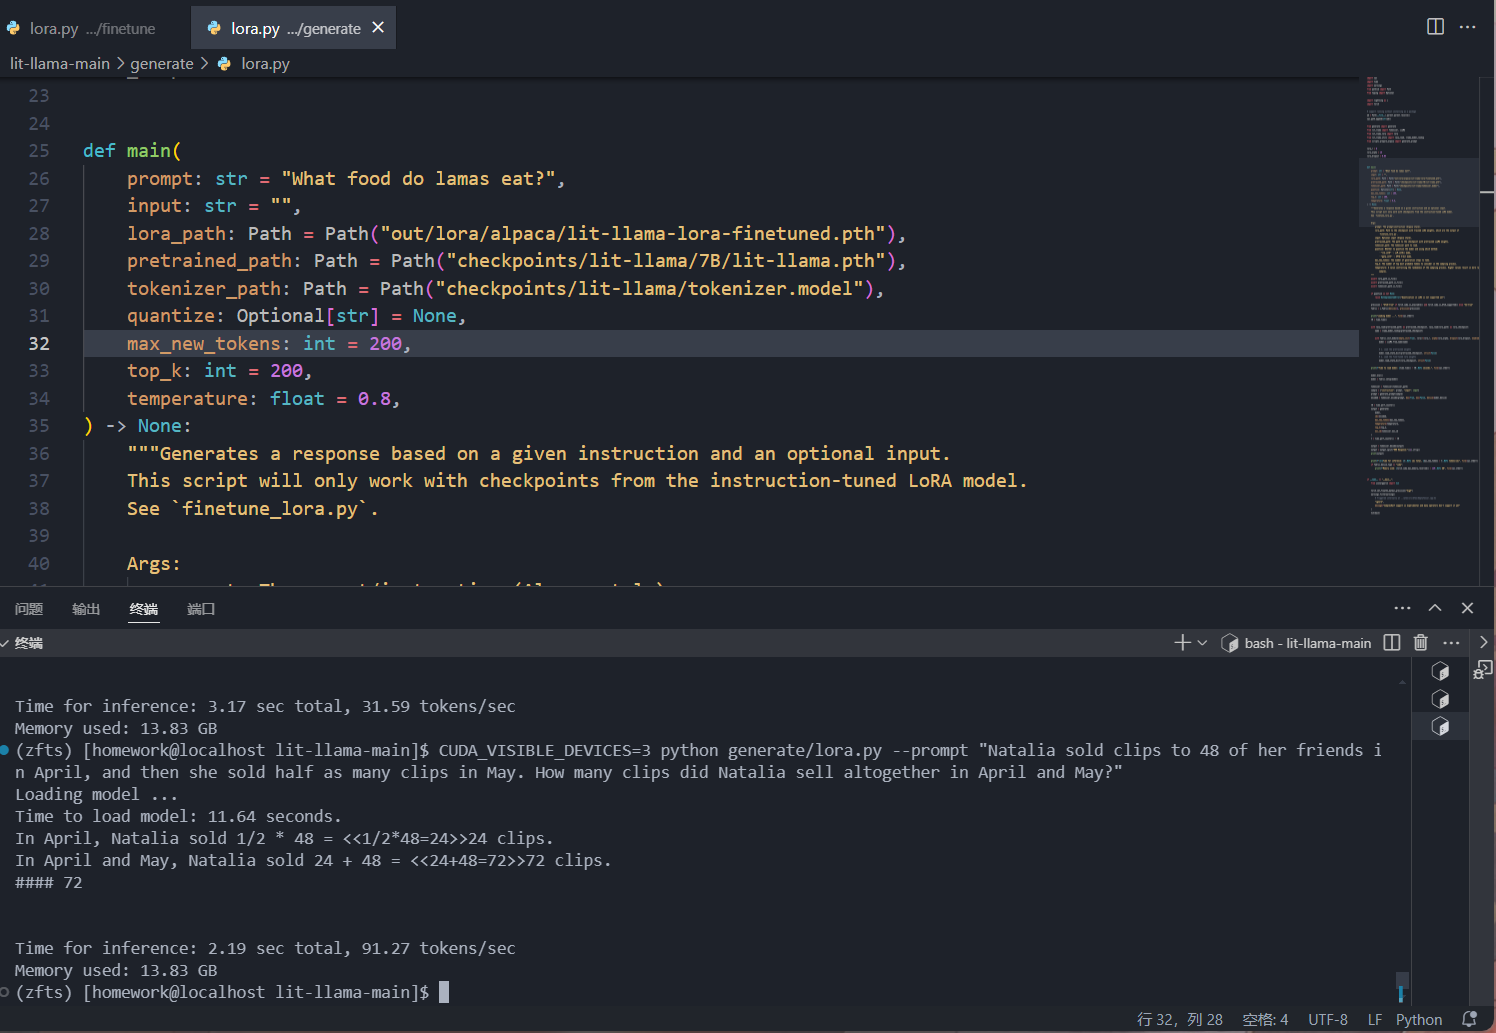 lora.py .../finetune
lora.py .../generate
lit-llama-main > generate > lora.py
23
24
25 def main(
26 prompt: str = "What food do lamas eat?",
27 input: str = "",
28 lora_path: Path = Path("out/lora/alpaca/lit-llama-lora-finetuned.pth"),
29 pretrained_path: Path = Path("checkpoints/lit-llama/7B/lit-llama.pth"),
30 tokenizer_path: Path = Path("checkpoints/lit-llama/tokenizer.model"),
31 quantize: Optional[str] = None,
32 max_new_tokens: int = 200,
33 top_k: int = 200,
34 temperature: float = 0.8,
35 ) -> None:
36 """Generates a response based on a given instruction and an optional input.
37 This script will only work with checkpoints from the instruction-tuned LoRA model.
38 See `finetune_lora.py`.
39
40 Args:
问题 输出 终端 端口
终端
bash - lit-llama-main
Time for inference: 3.17 sec total, 31.59 tokens/sec
Memory used: 13.83 GB
(zfts) [homework@localhost lit-llama-main]$ CUDA_VISIBLE_DEVICES=3 python generate/lora.py --prompt "Natalia sold clips to 48 of her friends i
n April, and then she sold half as many clips in May. How many clips did Natalia sell altogether in April and May?"
Loading model ...
Time to load model: 11.64 seconds.
In April, Natalia sold 1/2 * 48 = <<1/2*48=24>>24 clips.
In April and May, Natalia sold 24 + 48 = <<24+48=72>>72 clips.
#### 72
Time for inference: 2.19 sec total, 91.27 tokens/sec
Memory used: 13.83 GB
(zfts) [homework@localhost lit-llama-main]$
行 32，列 28 空格: 4 UTF-8 LF Python